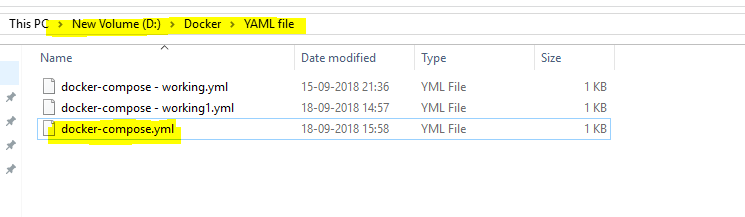 This PC > New Volume (D:) > Docker > YAML file
Name Date modified Type Size
docker-compose - working.yml 15-09-2018 21:36 YML File 1 KB
docker-compose - working1.yml 18-09-2018 14:57 YML File 1 KB
docker-compose.yml 18-09-2018 15:58 YML File 1 KB